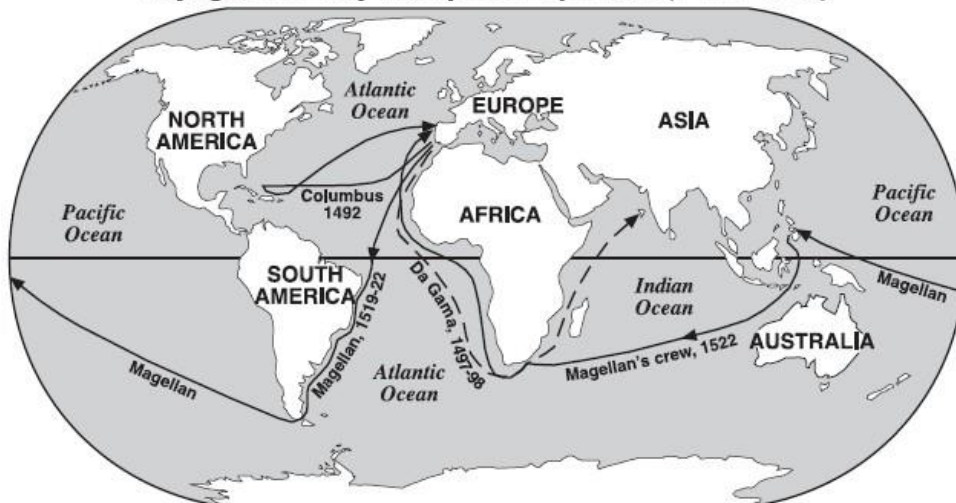 Atlantic
Ocean
NORTH
AMERICA
EUROPE
ASIA
Columbus
1492
Pacific
Ocean
AFRICA
Pacific
Ocean
SOUTH
AMERICA
Magellan, 1519-22
Da Gama, 1497-98
Indian
Ocean
Magellan
AUSTRALIA
Magellan
Atlantic
Ocean
Magellan's crew, 1522